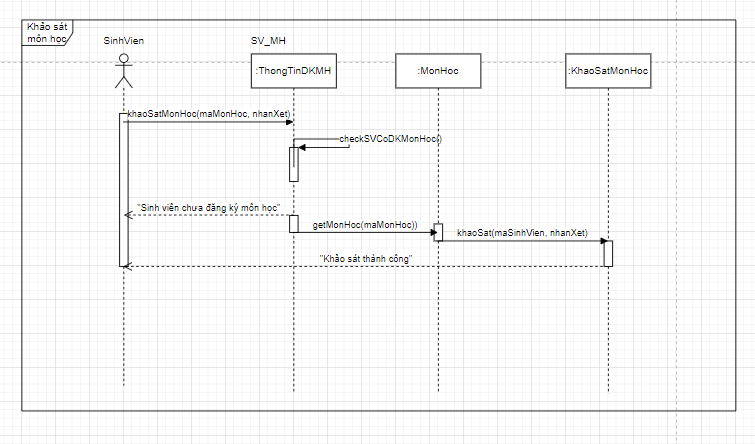 Khảo sát
môn học
SinhVien
SV_MH
:ThongTinDKMH
:MonHoc
:KhaoSatMonHoc
khaoSatMonHoc(maMonHoc, nhanXet)
checkSVCoDKMonHoc()
"Sinh viên chưa đăng ký môn học"
getMonHoc(maMonHoc))
khaoSat(maSinhVien, nhanXet)
"Khảo sát thành công"